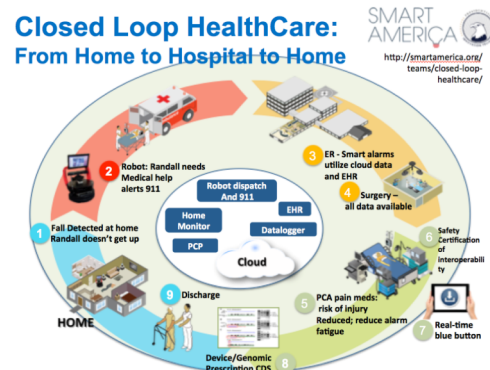 Closed Loop HealthCare:
From Home to Hospital to Home
SMART
AMERICA
http://smartamerica.org/
teams/closed-loop-
healthcare/
1
Fall Detected at home
Randall doesn't get up
2
Robot: Randall needs
Medical help
alerts 911
3
ER - Smart alarms
utilize cloud data
and EHR
4
Surgery –
all data available
Robot dispatch
And 911
Home
Monitor
EHR
PCP
Datalogger
Cloud
5
PCA pain meds:
risk of injury
Reduced; reduce alarm
fatigue
6
Safety
Certification
of
interoperabili
ty
7
Real-time
blue button
8
Device/Genomic
Prescription CDS
9
Discharge
HOME